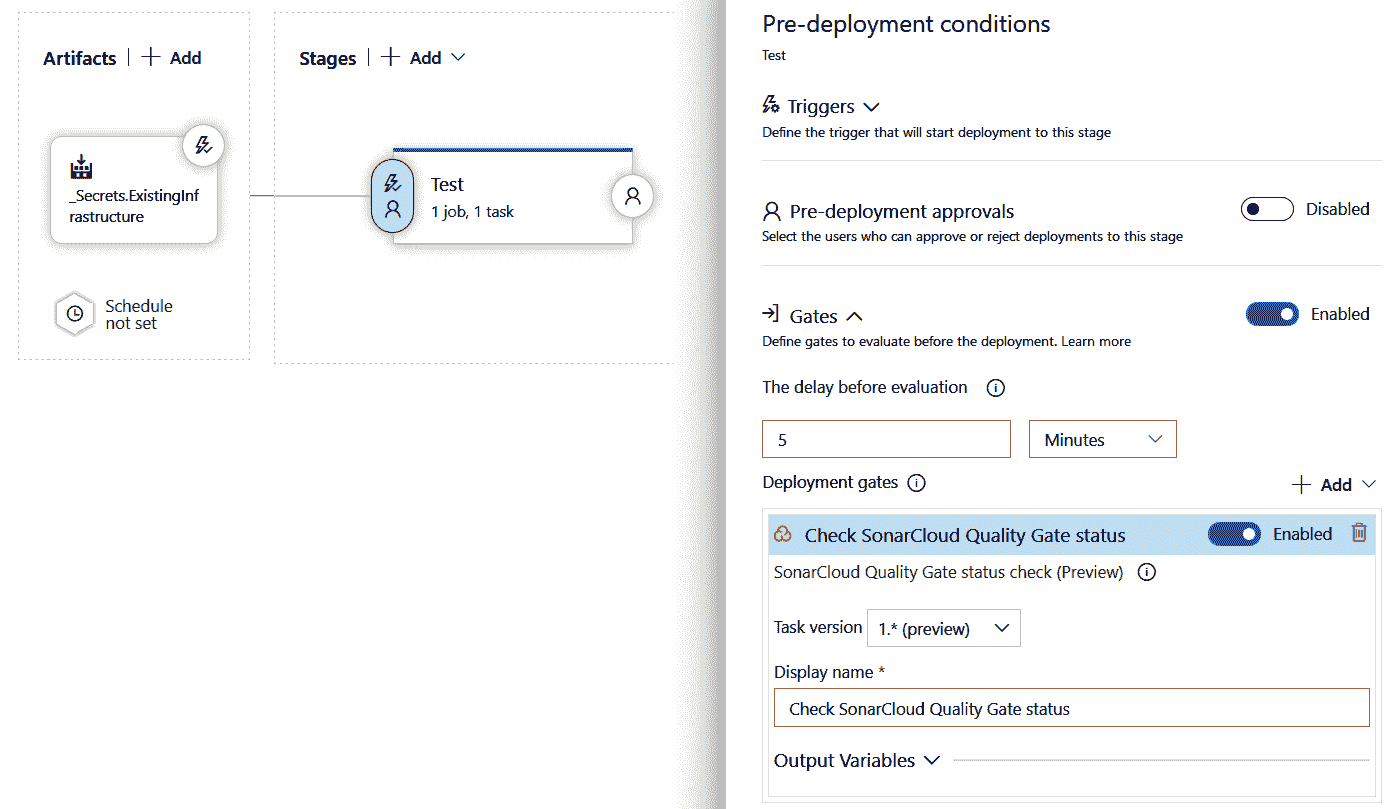 Artifacts | + Add
Stages | + Add
_Secrets.ExistingInf
rastructure
Schedule
not set
Test
1 job, 1 task
Pre-deployment conditions
Test
Triggers
Define the trigger that will start deployment to this stage
Pre-deployment approvals
Disabled
Select the users who can approve or reject deployments to this stage
Gates
Enabled
Define gates to evaluate before the deployment. Learn more
The delay before evaluation
5
Minutes
Deployment gates
+ Add
Check SonarCloud Quality Gate status
Enabled
SonarCloud Quality Gate status check (Preview)
Task version
1.* (preview)
Display name *
Check SonarCloud Quality Gate status
Output Variables